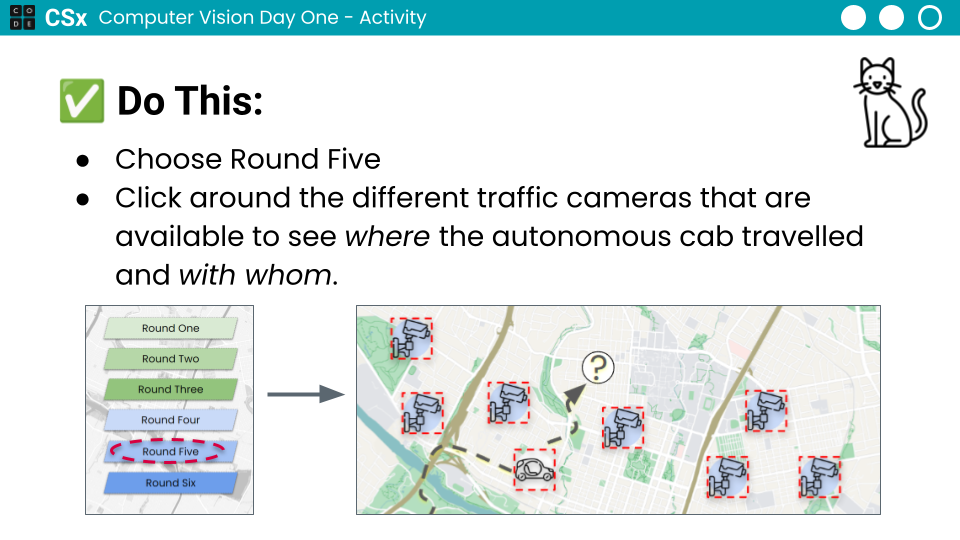 CODE CSx Computer Vision Day One - Activity
✅ Do This:
● Choose Round Five
● Click around the different traffic cameras that are
available to see where the autonomous cab travelled
and with whom.
Round One
Round Two
Round Three
Round Four
Round Five
Round Six
?